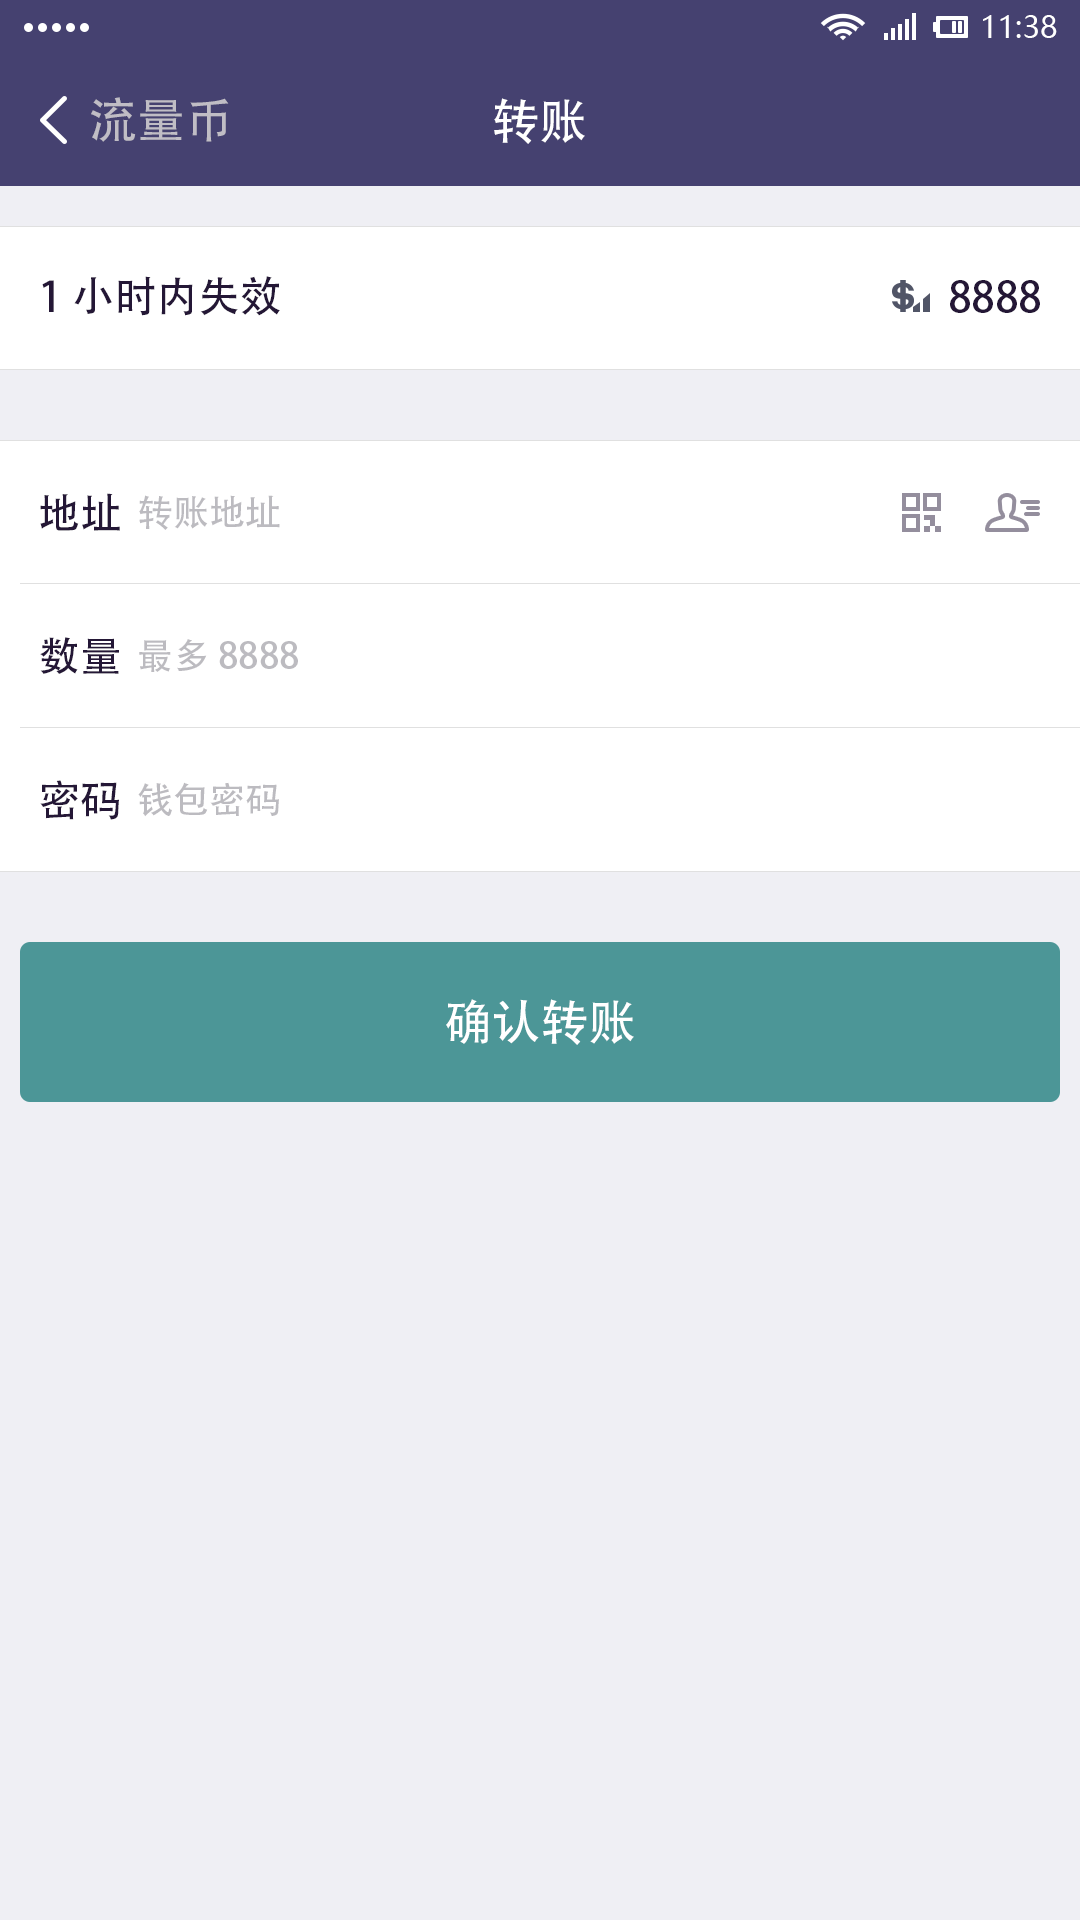 11:38
流量币 转账
1 小时内失效 8888
地址 转账地址
数量 最多 8888
密码 钱包密码
确认转账